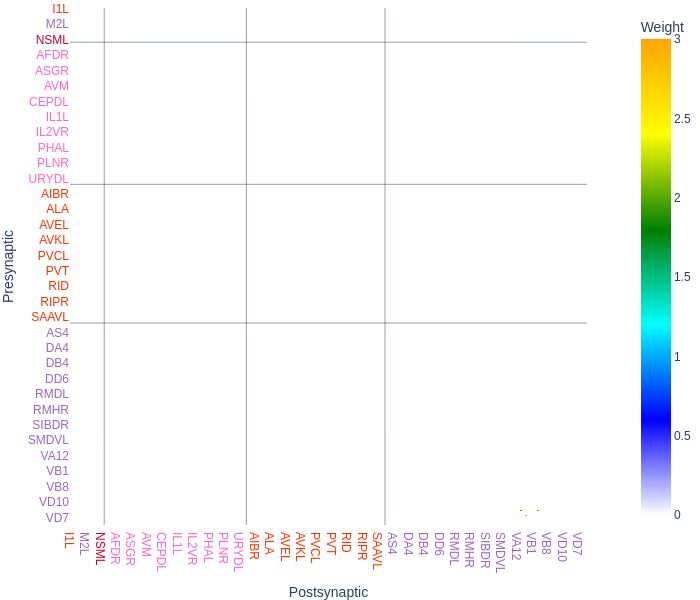 Weight
I1L
M2L
NSML
AFDR
ASGR
AVM
CEPDL
IL1L
IL2VR
PHAL
PLNR
URYDL
AIBR
ALA
AVEL
AVKL
PVCL
PVT
RID
RIPR
SAAVL
AS4
DA4
DB4
DD6
RMDL
RMHR
SIBDR
SMDVL
VA12
VB1
VB8
VD10
VD7
Presynaptic
3
2.5
2
1.5
1
0.5
0
I1L
M2L
NSML
AFDR
ASGR
AVM
CEPDL
IL1L
IL2VR
PHAL
PLNR
URYDL
AIBR
ALA
AVEL
AVKL
PVCL
PVT
RID
RIPR
SAAVL
AS4
DA4
DB4
DD6
RMDL
RMHR
SIBDR
SMDVL
VA12
VB1
VB8
VD10
VD7
Postsynaptic